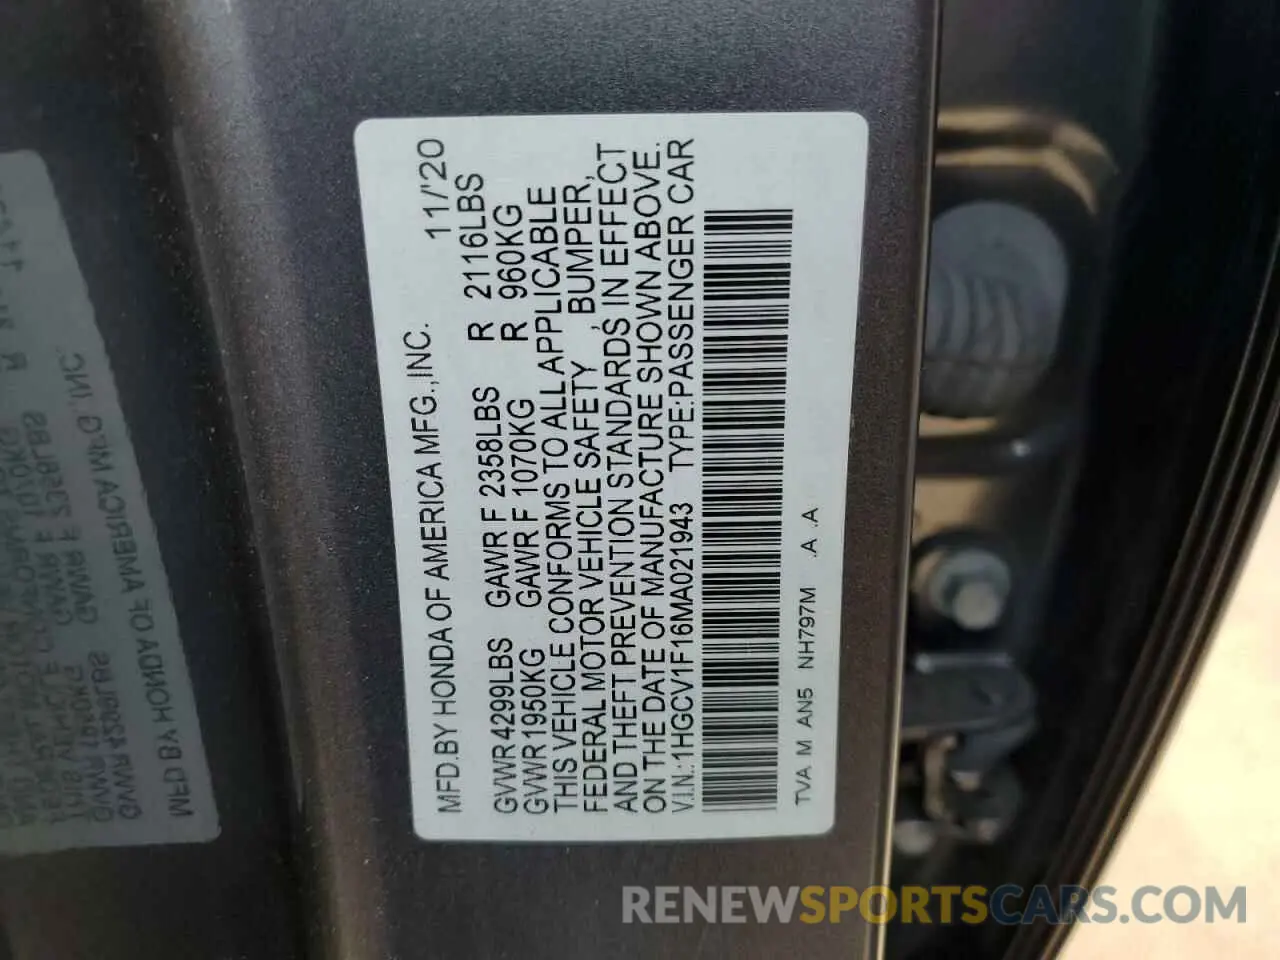 MFD.BY HONDA OF AMERICA MFG.,INC. 11/'20
GVWR4299LBS GAWR F 2358LBS R 2116LBS
GVWR1950KG GAWR F 1070KG R 960KG
THIS VEHICLE CONFORMS TO ALL APPLICABLE
FEDERAL MOTOR VEHICLE SAFETY , BUMPER,
AND THEFT PREVENTION STANDARDS IN EFFECT
ON THE DATE OF MANUFACTURE SHOWN ABOVE.
V.I.N.:1HGCV1F16MA021943 TYPE:PASSENGER CAR
TVA M AN5 NH797M .A .A
RENEWSPORTSCARS.COM